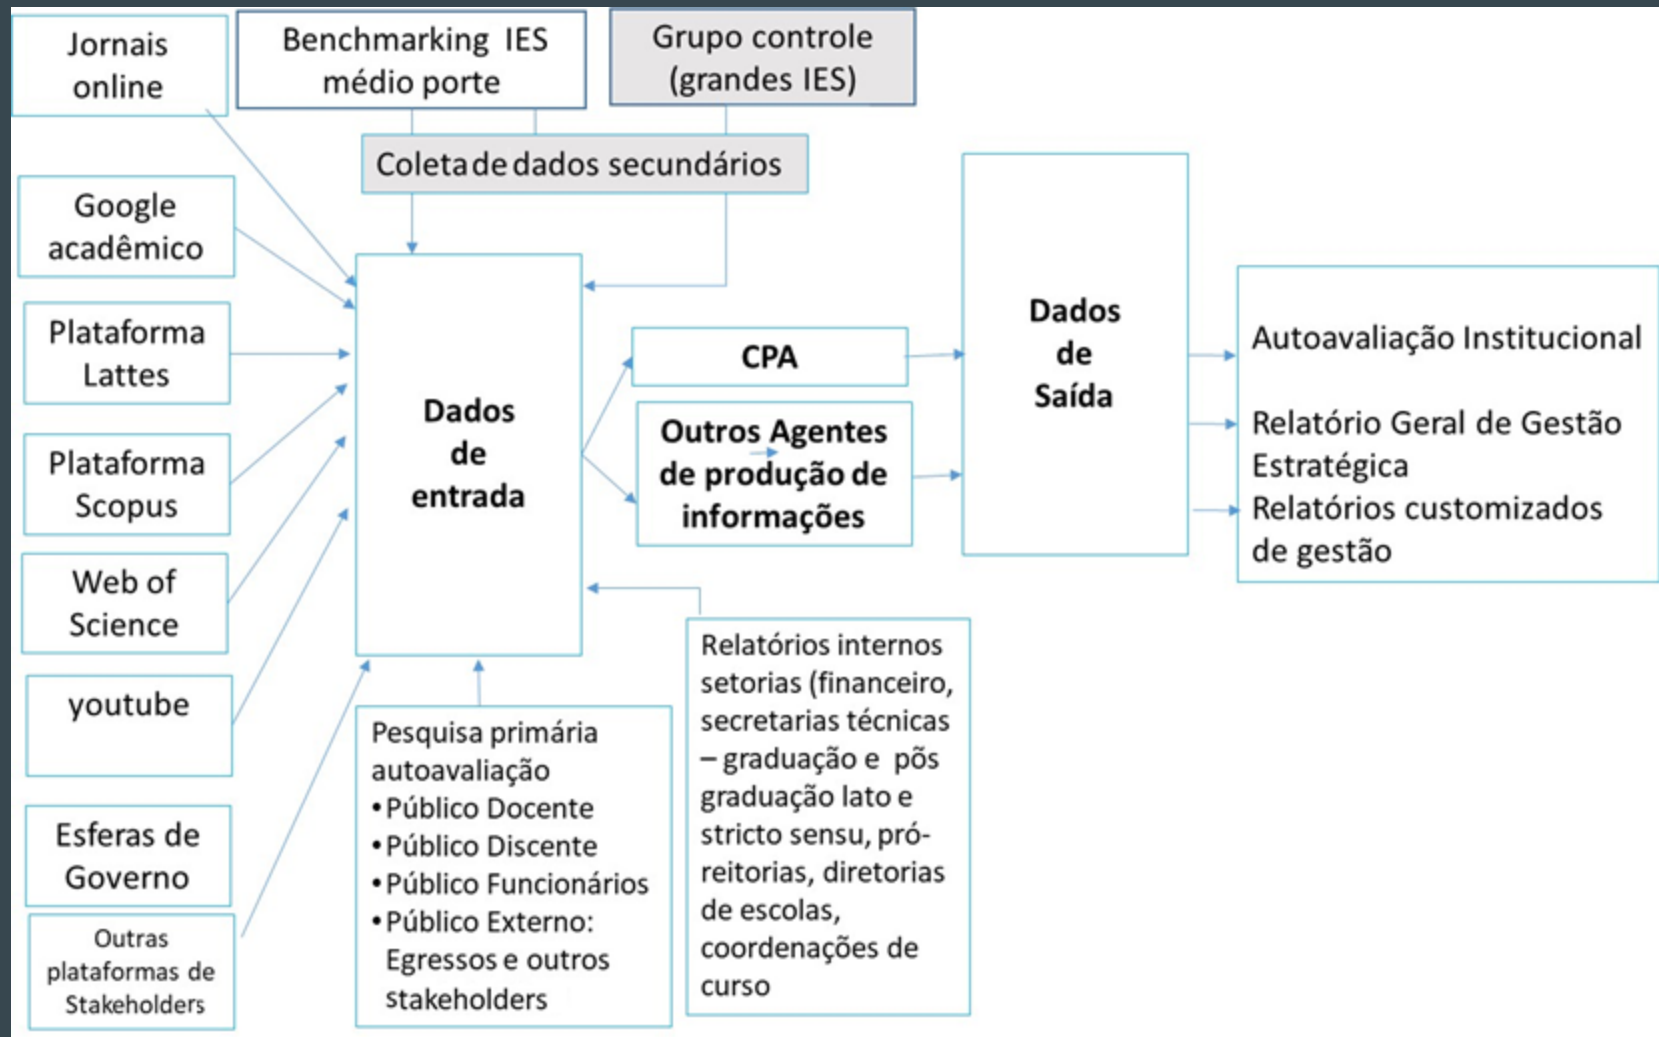 Jornais
online
Benchmarking IES
médio porte
Grupo controle
(grandes IES)
Coleta de dados secundários
Google
acadêmico
Plataforma
Lattes
Plataforma
Scopus
Web of
Science
youtube
Esferas de
Governo
Outras
plataformas de
Stakeholders
Dados
de
entrada
Pesquisa primária
autoavaliação
•Público Docente
•Público Discente
•Público Funcionários
•Público Externo:
Egressos e outros
stakeholders
CPA
Outros Agentes
de produção de
informações
Relatórios internos
setorias (financeiro,
secretarias técnicas
– graduação e põs
graduação lato e
stricto sensu, pró-
reitorias, diretorias
de escolas,
coordenações de
curso
Dados
de
Saída
Autoavaliação Institucional
Relatório Geral de Gestão
Estratégica
Relatórios customizados
de gestão